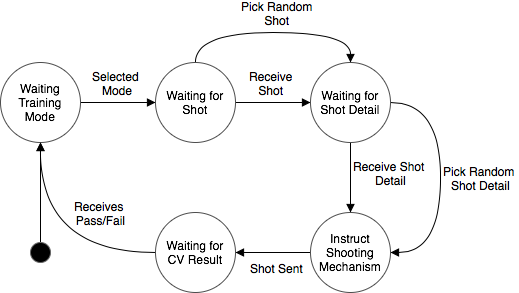 Pick Random
Shot
Waiting
Training
Mode
Selected
Mode
Waiting for
Shot
Receive
Shot
Waiting for
Shot Detail
Receive Shot
Detail
Pick Random
Shot Detail
Receives
Pass/Fail
Waiting for
CV Result
Shot Sent
Instruct
Shooting
Mechanism